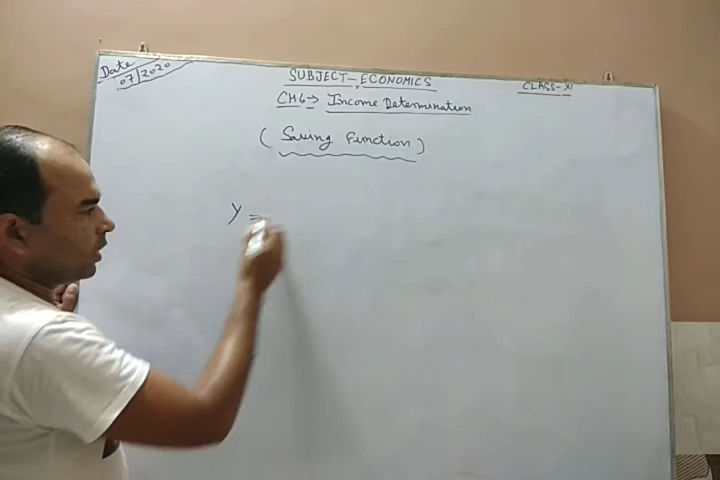 Date
07/2020
SUBJECT-ECONOMICS
CLASS-XI
CH6-> Income Determination
(Saving Function)
Y =